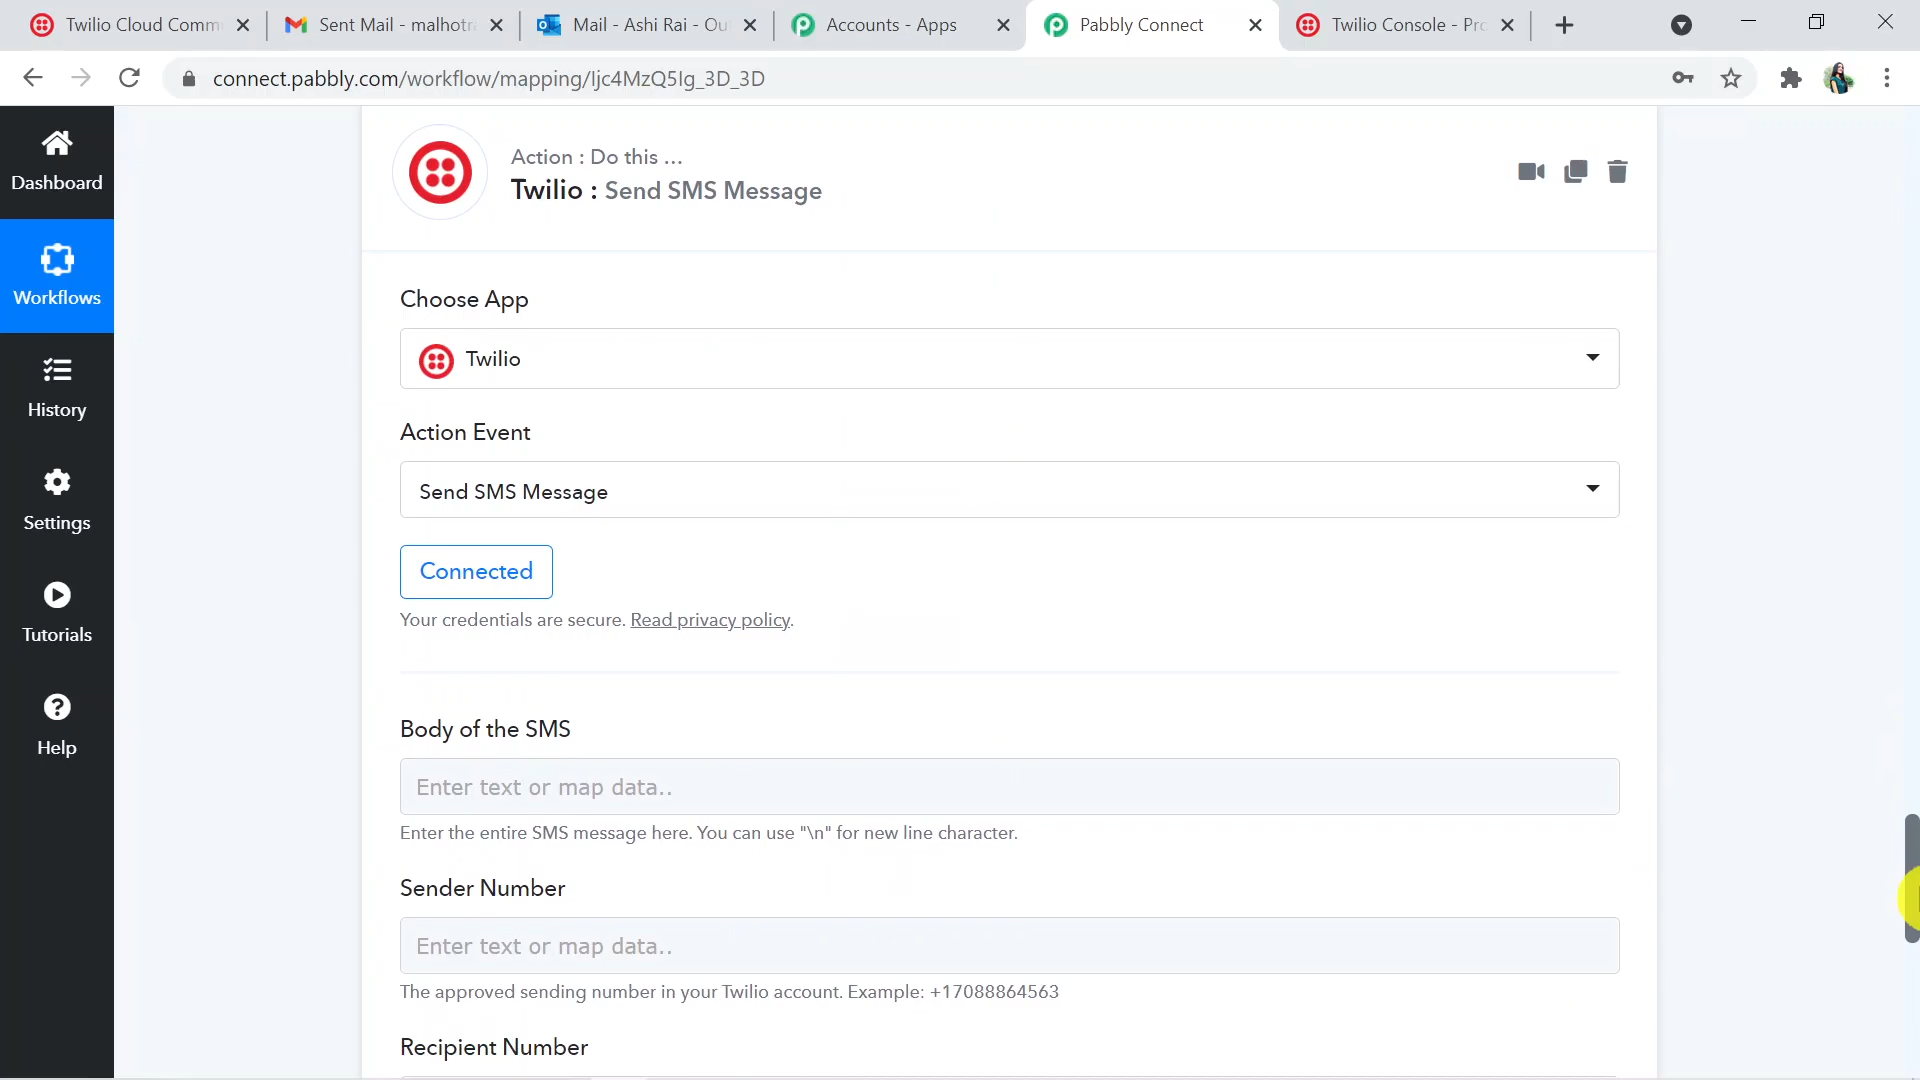 Twilio Cloud Comm
Sent Mail - malhotra
Mail - Ashi Rai - Ou
Accounts - Apps
Pabbly Connect
Twilio Console - Pro
connect.pabbly.com/workflow/mapping/ljc4MzQ5Ig_3D_3D
Dashboard
Workflows
History
Settings
Tutorials
Help
Action : Do this ...
Twilio : Send SMS Message
Choose App
Twilio
Action Event
Send SMS Message
Connected
Your credentials are secure. Read privacy policy.
Body of the SMS
Enter text or map data..
Enter the entire SMS message here. You can use "\n" for new line character.
Sender Number
Enter text or map data..
The approved sending number in your Twilio account. Example: +17088864563
Recipient Number